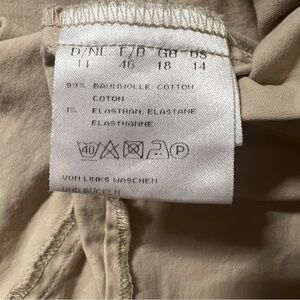 D/NL F/B GB US
14 46 18 14
99% BAUMWOLLE COTTON
COTON
1% ELASTHAN, ELASTANE
ELASTHANNE
40 P
VON LINKS WASCHEN
UND BÜGELN